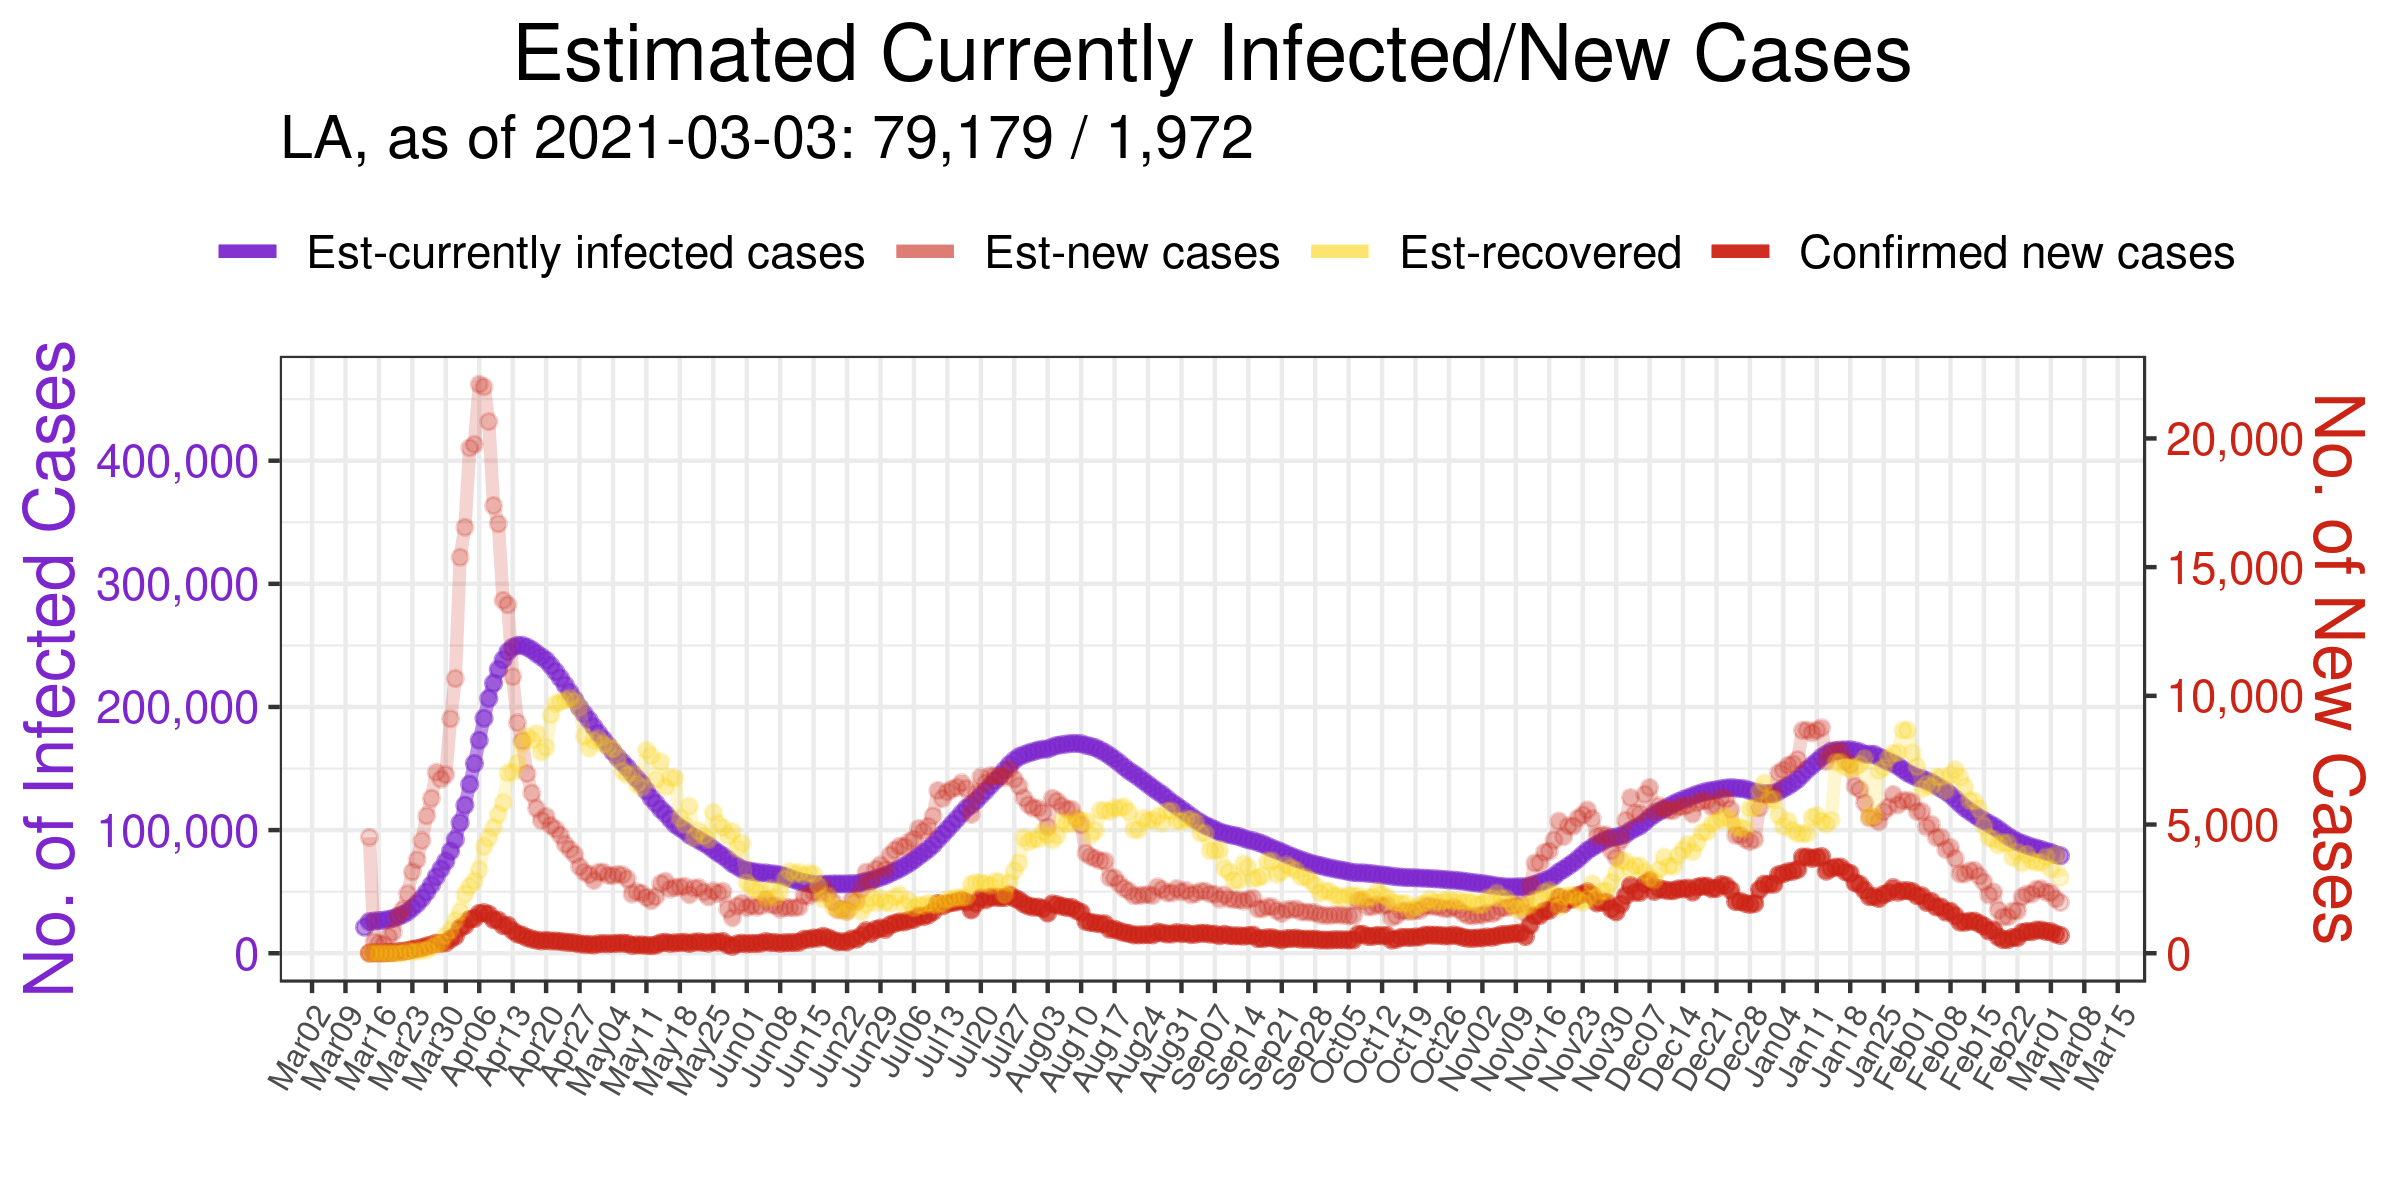 Estimated Currently Infected/New Cases
LA, as of 2021-03-03: 79,179 / 1,972
Est-currently infected cases Est-new cases Est-recovered Confirmed new cases
No. of Infected Cases
400,000
300,000
200,000
100,000
0
20,000
15,000
10,000
5,000
0
No. of New Cases
Mar02 Mar09 Mar16 Mar23 Mar30 Apr06 Apr13 Apr20 Apr27 May04 May11 May18 May25 Jun01 Jun08 Jun15 Jun22 Jun29 Jul06 Jul13 Jul20 Jul27 Aug03 Aug10 Aug17 Aug24 Aug31 Sep07 Sep14 Sep21 Sep28 Oct05 Oct12 Oct19 Oct26 Nov02 Nov09 Nov16 Nov23 Nov30 Dec07 Dec14 Dec21 Dec28 Jan04 Jan11 Jan18 Jan25 Feb01 Feb08 Feb15 Feb22 Mar01 Mar08 Mar15